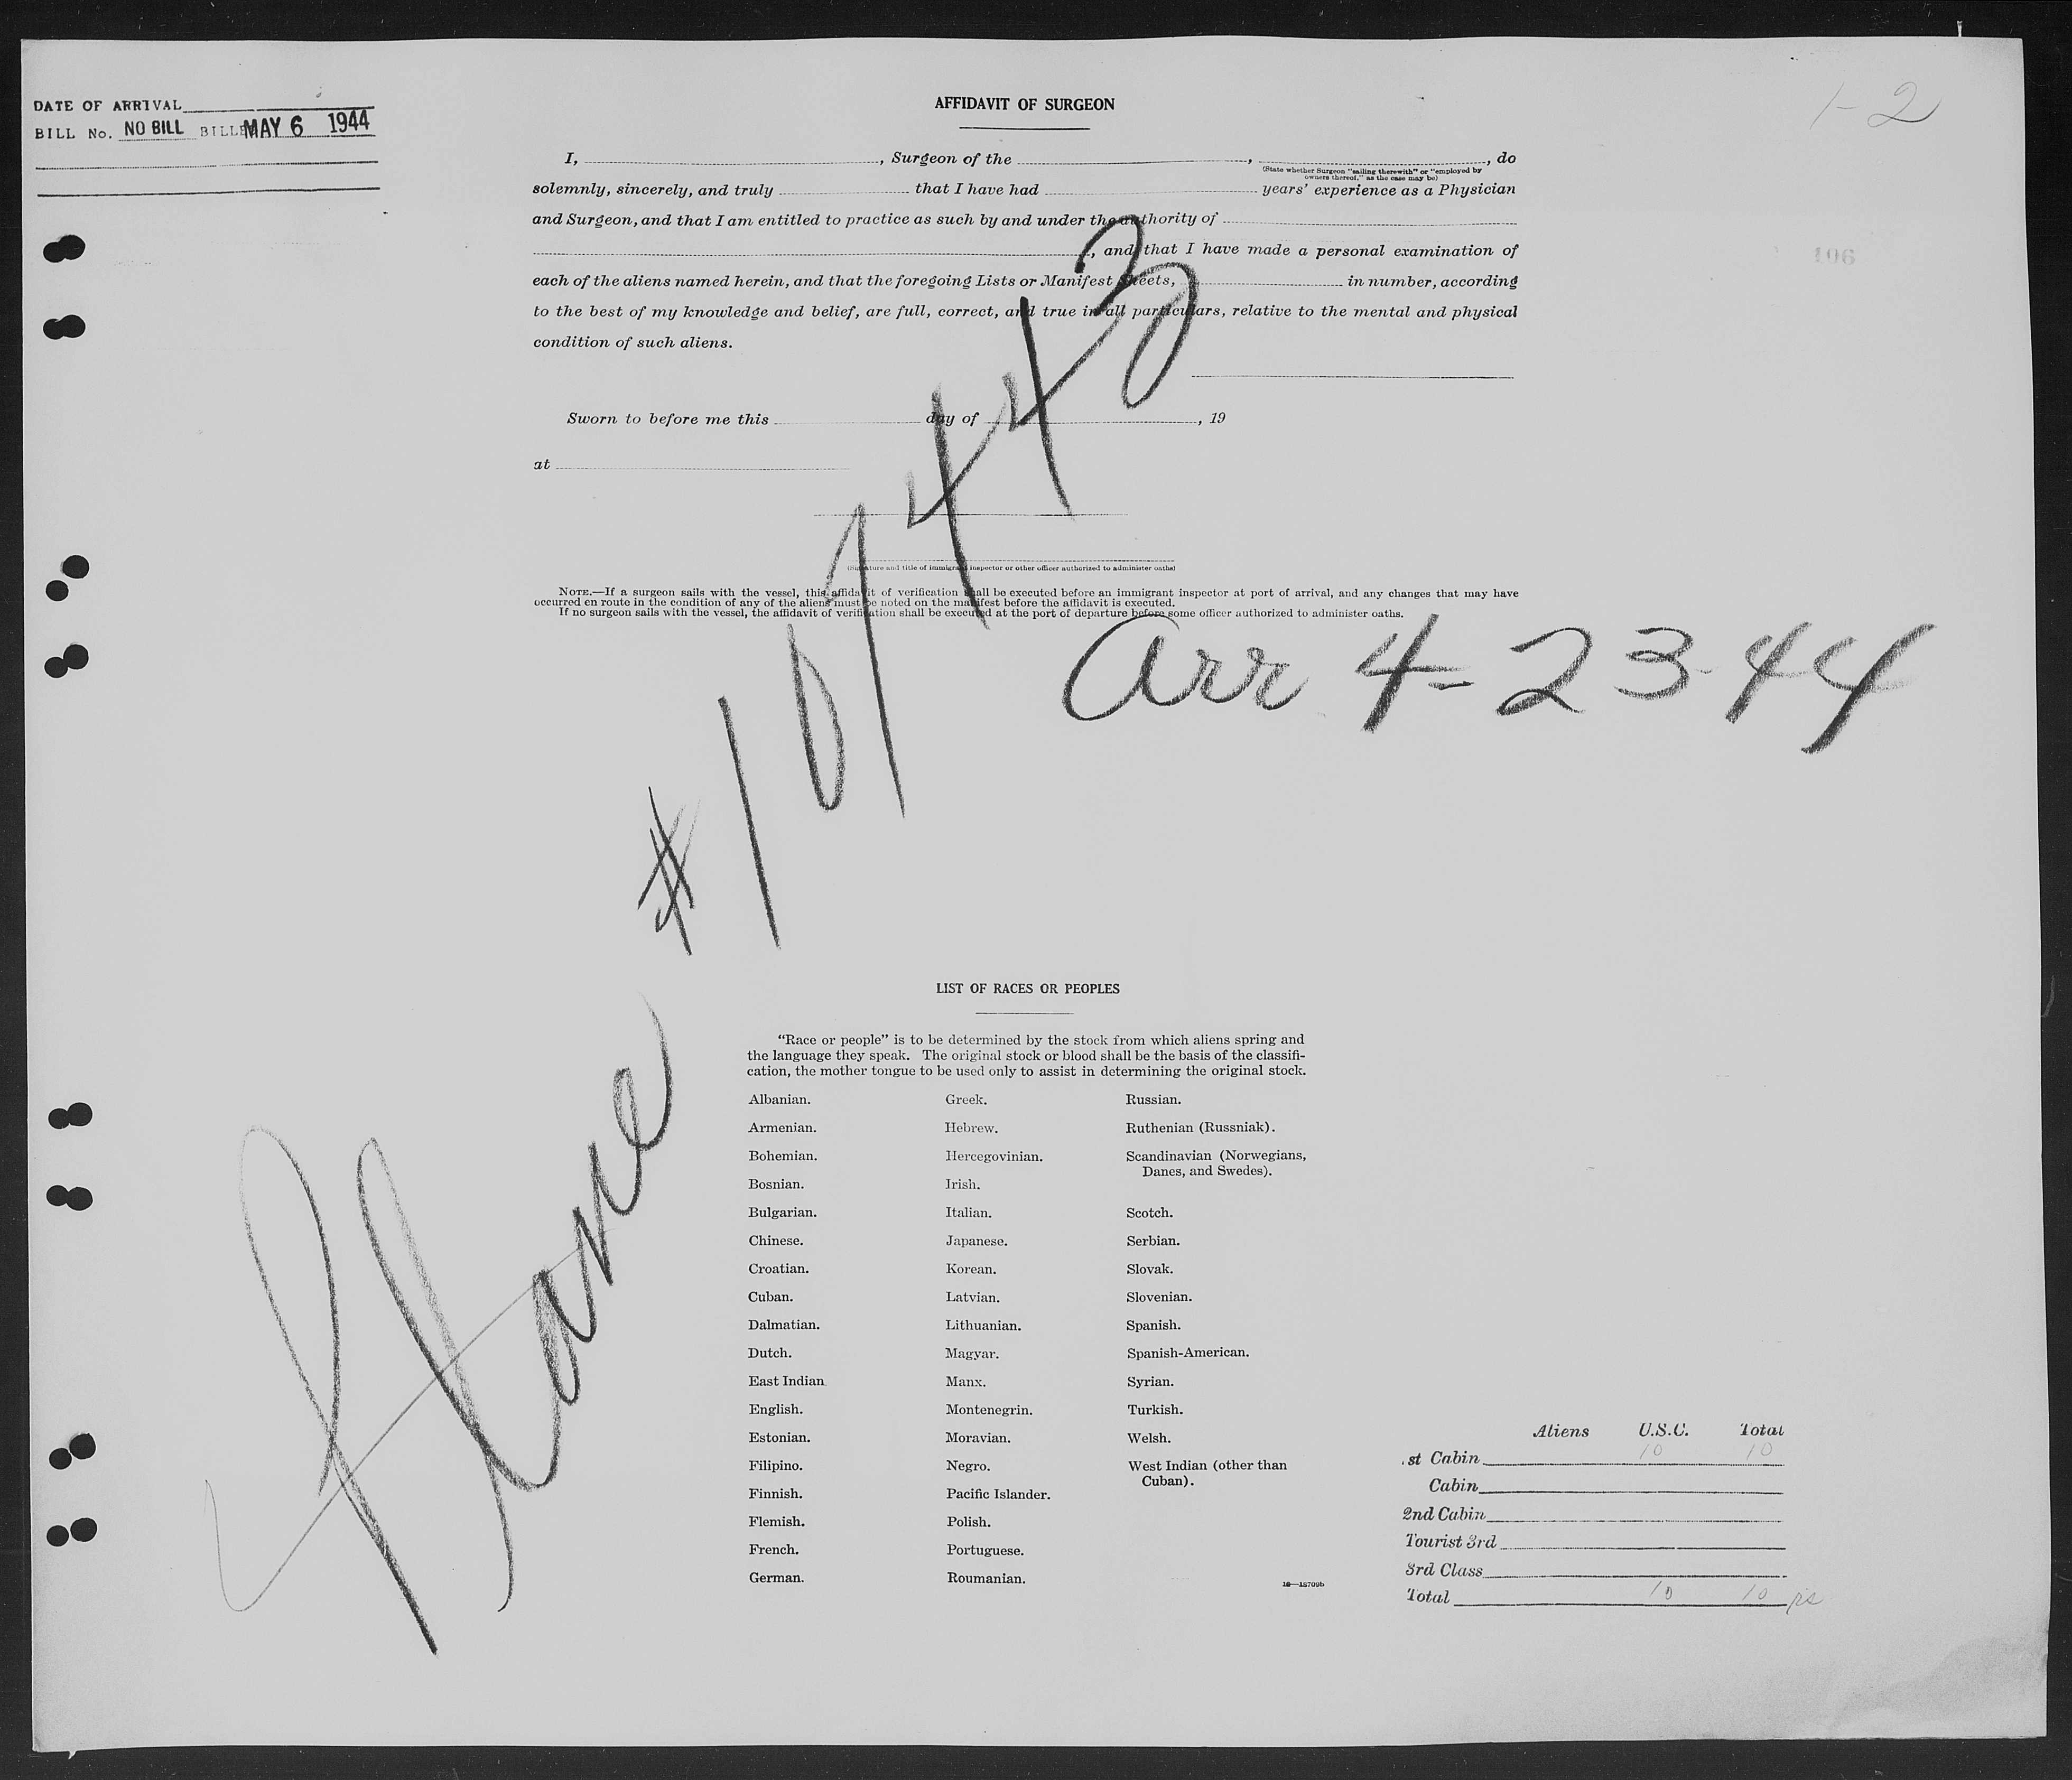 DATE OF ARRIVAL
BILL No. NO BILL BILLE MAY 6 1944
1-2
106
AFFIDAVIT OF SURGEON
I, , Surgeon of the , , do
(State whether Surgeon "sailing therewith" or "employed by
owners thereof," as the case may be)
solemnly, sincerely, and truly that I have had years' experience as a Physician
and Surgeon, and that I am entitled to practice as such by and under the authority of
, and that I have made a personal examination of
each of the aliens named herein, and that the foregoing Lists or Manifest Sheets, in number, according
to the best of my knowledge and belief, are full, correct, and true in all particulars, relative to the mental and physical
condition of such aliens.
Sworn to before me this day of , 19
at
(Signature and title of immigrant inspector or other officer authorized to administer oaths)
NOTE.—If a surgeon sails with the vessel, this affidavit of verification shall be executed before an immigrant inspector at port of arrival, and any changes that may have
occurred en route in the condition of any of the aliens must be noted on the manifest before the affidavit is executed.
If no surgeon sails with the vessel, the affidavit of verification shall be executed at the port of departure before some officer authorized to administer oaths.
arr 4-23-44
LIST OF RACES OR PEOPLES
"Race or people" is to be determined by the stock from which aliens spring and
the language they speak. The original stock or blood shall be the basis of the classifi-
cation, the mother tongue to be used only to assist in determining the original stock.
Albanian. Greek. Russian.
Armenian. Hebrew. Ruthenian (Russniak).
Bohemian. Hercegovinian. Scandinavian (Norwegians,
Danes, and Swedes).
Bosnian. Irish.
Bulgarian. Italian. Scotch.
Chinese. Japanese. Serbian.
Croatian. Korean. Slovak.
Cuban. Latvian. Slovenian.
Dalmatian. Lithuanian. Spanish.
Dutch. Magyar. Spanish-American.
East Indian Manx. Syrian.
English. Montenegrin. Turkish.
Estonian. Moravian. Welsh.
Filipino. Negro. West Indian (other than
Cuban).
Finnish. Pacific Islander.
Flemish. Polish.
French. Portuguese.
German. Roumanian.
16—15709b
Aliens U.S.C. Total
st Cabin 10 10
Cabin
2nd Cabin
Tourist 3rd
3rd Class
Total 10 10